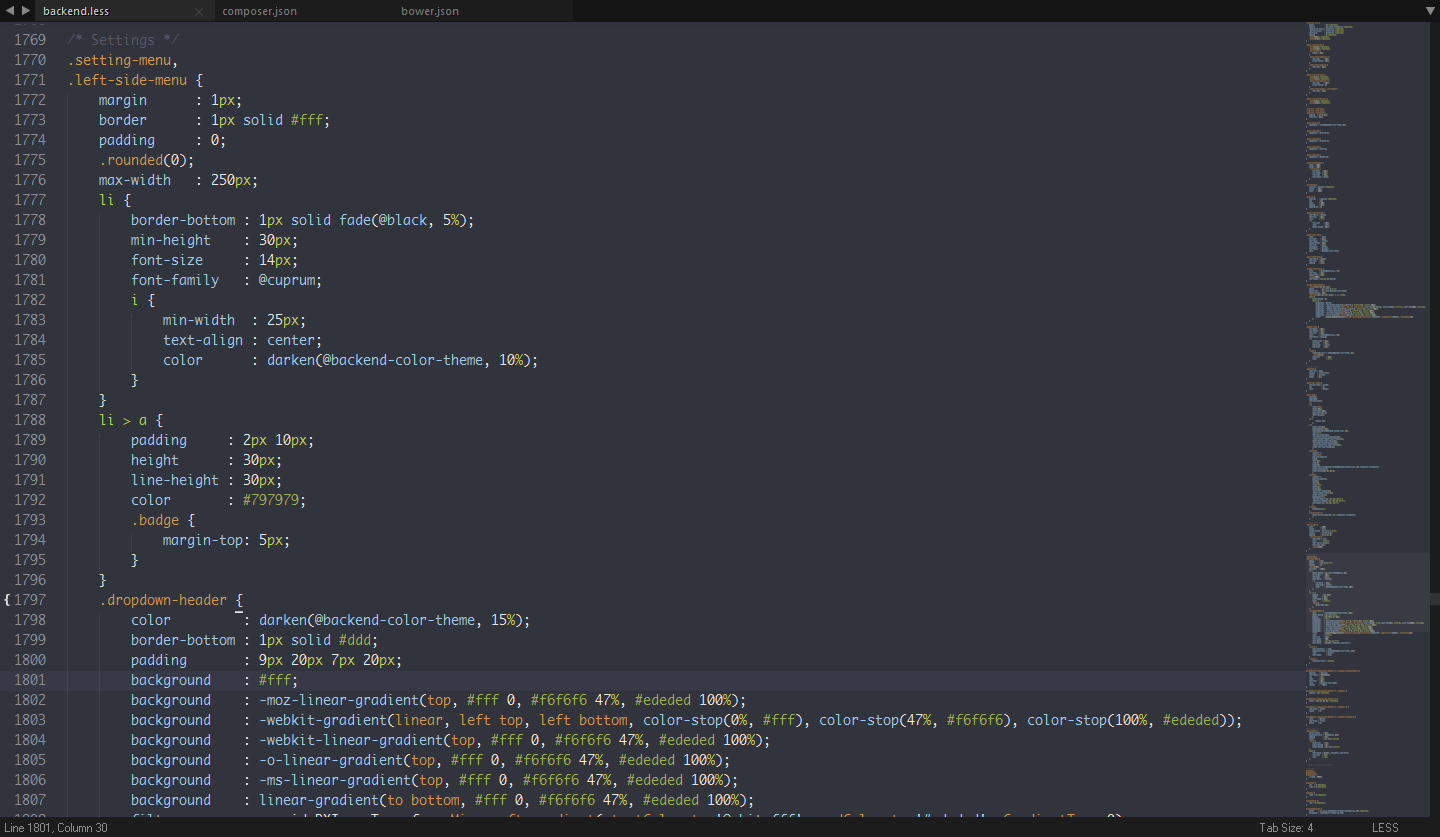 backend.less composer.json bower.json
1769 /* Settings */
1770 .setting-menu,
1771 .left-side-menu {
1772 margin : 1px;
1773 border : 1px solid #fff;
1774 padding : 0;
1775 .rounded(0);
1776 max-width : 250px;
1777 li {
1778 border-bottom : 1px solid fade(@black, 5%);
1779 min-height : 30px;
1780 font-size : 14px;
1781 font-family : @cuprum;
1782 i {
1783 min-width : 25px;
1784 text-align : center;
1785 color : darken(@backend-color-theme, 10%);
1786 }
1787 }
1788 li > a {
1789 padding : 2px 10px;
1790 height : 30px;
1791 line-height : 30px;
1792 color : #797979;
1793 .badge {
1794 margin-top: 5px;
1795 }
1796 }
{ 1797 .dropdown-header {
1798 color : darken(@backend-color-theme, 15%);
1799 border-bottom : 1px solid #ddd;
1800 padding : 9px 20px 7px 20px;
1801 background : #fff;
1802 background : -moz-linear-gradient(top, #fff 0, #f6f6f6 47%, #ededed 100%);
1803 background : -webkit-gradient(linear, left top, left bottom, color-stop(0%, #fff), color-stop(47%, #f6f6f6), color-stop(100%, #ededed));
1804 background : -webkit-linear-gradient(top, #fff 0, #f6f6f6 47%, #ededed 100%);
1805 background : -o-linear-gradient(top, #fff 0, #f6f6f6 47%, #ededed 100%);
1806 background : -ms-linear-gradient(top, #fff 0, #f6f6f6 47%, #ededed 100%);
1807 background : linear-gradient(to bottom, #fff 0, #f6f6f6 47%, #ededed 100%);
Line 1801, Column 30 Tab Size: 4 LESS